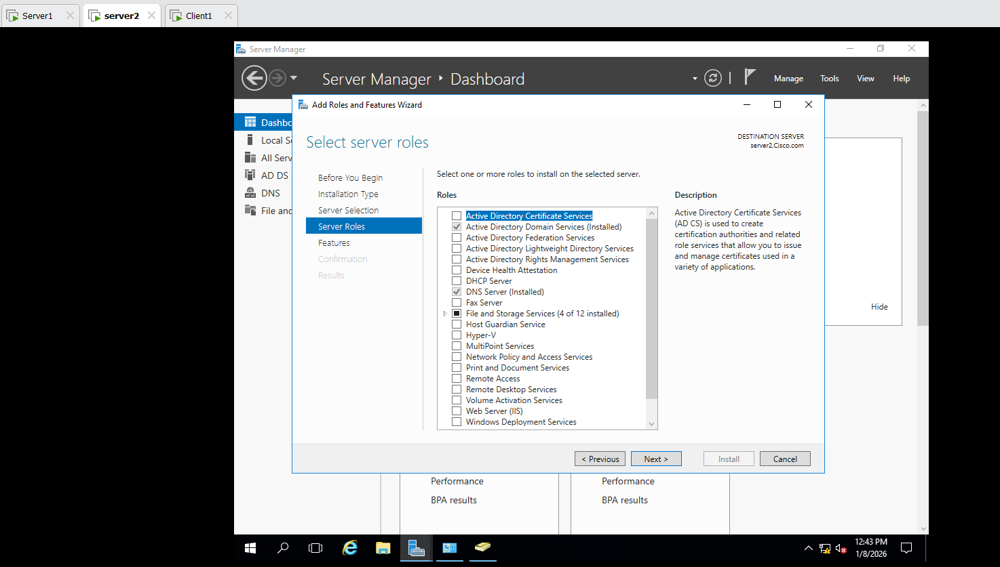 Server1
server2
Client1
Server Manager
Server Manager ‣ Dashboard
Manage
Tools
View
Help
Add Roles and Features Wizard
Dashbo
Local Se
All Serv
AD DS
DNS
File and
Select server roles
DESTINATION SERVER
server2.Cisco.com
Before You Begin
Installation Type
Server Selection
Server Roles
Features
Confirmation
Results
Select one or more roles to install on the selected server.
Roles
Active Directory Certificate Services
Active Directory Domain Services (Installed)
Active Directory Federation Services
Active Directory Lightweight Directory Services
Active Directory Rights Management Services
Device Health Attestation
DHCP Server
DNS Server (Installed)
Fax Server
File and Storage Services (4 of 12 installed)
Host Guardian Service
Hyper-V
MultiPoint Services
Network Policy and Access Services
Print and Document Services
Remote Access
Remote Desktop Services
Volume Activation Services
Web Server (IIS)
Windows Deployment Services
Description
Active Directory Certificate Services
(AD CS) is used to create
certification authorities and related
role services that allow you to issue
and manage certificates used in a
variety of applications.
Hide
< Previous
Next >
Install
Cancel
Performance
BPA results
Performance
BPA results
12:43 PM
1/8/2026